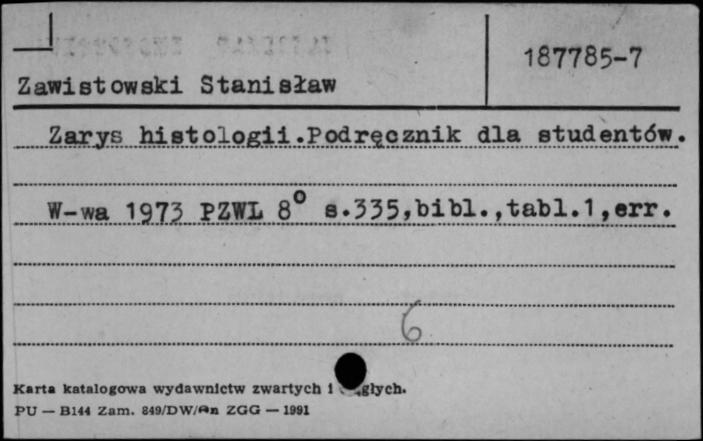 187785-7
Zawistowski Stanisław
Zarys histologii.Podręcznik dla studentów.
W-wa 1973 PZWL 8° s.335,bibl.,tabl.1,err.
6
Karta katalogowa wydawnictw zwartych i
PU — B144 Zam. 849/DW/An ZGG — 1991